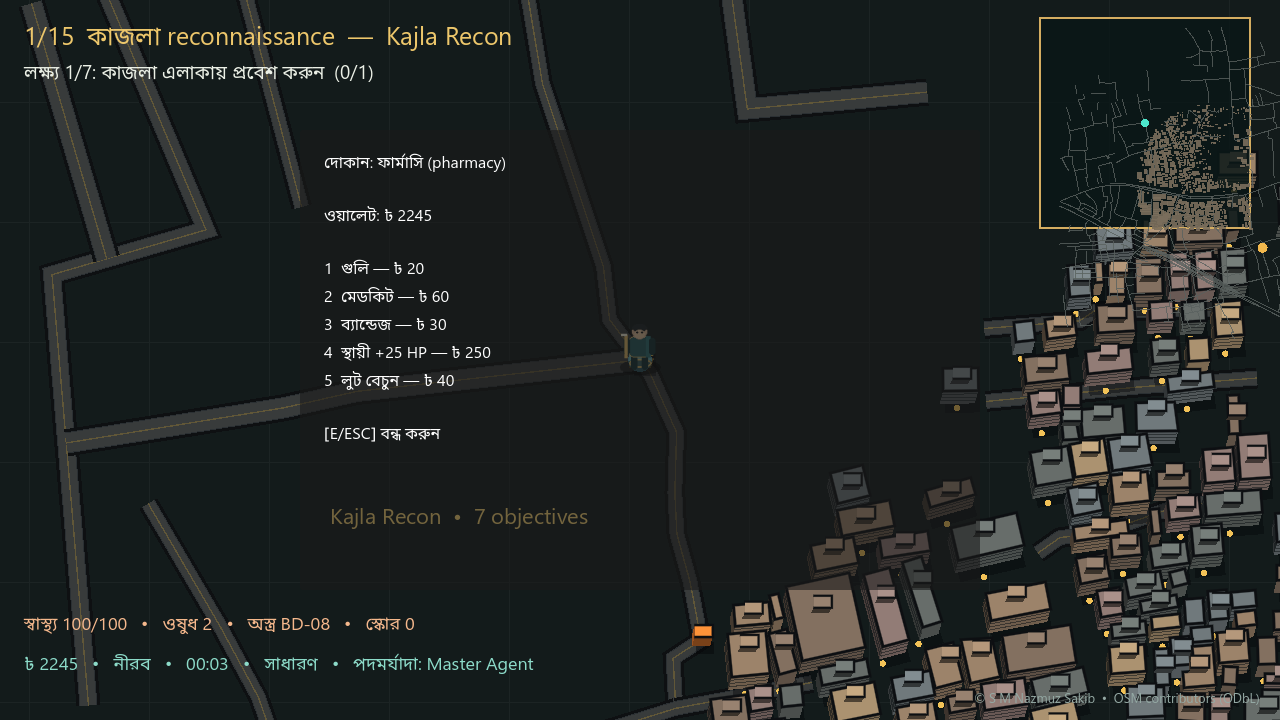 1/15 কাজলা reconnaissance — Kajla Recon
লক্ষ্য 1/7: কাজলা এলাকায় প্রবেশ করুন (0/1)
দোকান: ফার্মাসি (pharmacy)
ওয়ালেট: ৳ 2245
1 গুলি — ৳ 20
2 মেডকিট — ৳ 60
3 ব্যান্ডেজ — ৳ 30
4 স্থায়ী +25 HP — ৳ 250
5 লুট বেচুন — ৳ 40
[E/ESC] বন্ধ করুন
Kajla Recon • 7 objectives
স্বাস্থ্য 100/100 • ওষুধ 2 • অস্ত্র BD-08 • স্কোর 0
৳ 2245 • নীরব • 00:03 • সাধারণ • পদমর্যাদা: Master Agent
© S M Nazmuz Sakib • OSM contributors (ODbL)